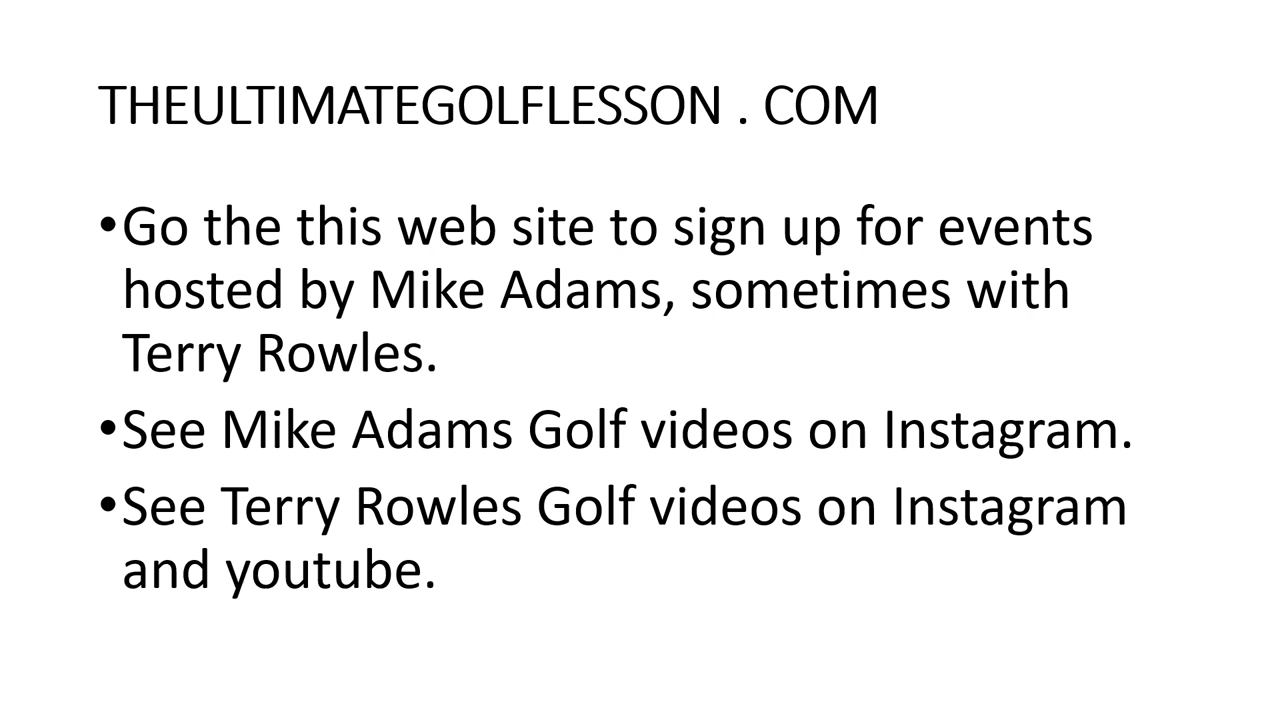 THEULTIMATEGOLFLESSON . COM
•Go the this web site to sign up for events
hosted by Mike Adams, sometimes with
Terry Rowles.
•See Mike Adams Golf videos on Instagram.
•See Terry Rowles Golf videos on Instagram
and youtube.